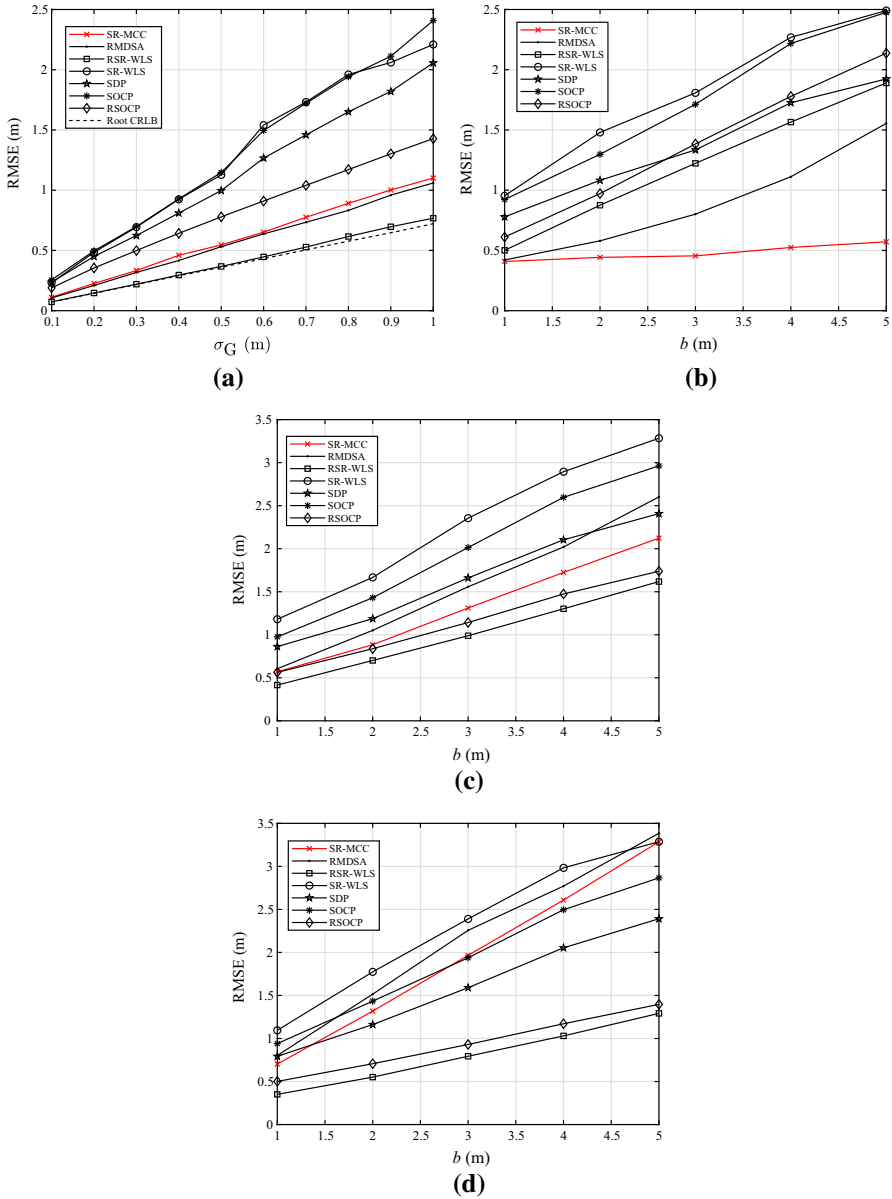 2.5
2
1.5
1
0.5
0
RMSE (m)
SR-MCC
RMDSA
RSR-WLS
SR-WLS
SDP
SOCP
RSOCP
Root CRLB
0.1 0.2 0.3 0.4 0.5 0.6 0.7 0.8 0.9 1
σG (m)
(a)
2.5
2
1.5
1
0.5
0
RMSE (m)
SR-MCC
RMDSA
RSR-WLS
SR-WLS
SDP
SOCP
RSOCP
1 1.5 2 2.5 3 3.5 4 4.5 5
b (m)
(b)
3.5
3
2.5
2
1.5
1
0.5
0
RMSE (m)
SR-MCC
RMDSA
RSR-WLS
SR-WLS
SDP
SOCP
RSOCP
1 1.5 2 2.5 3 3.5 4 4.5 5
b (m)
(c)
3.5
3
2.5
2
1.5
1
0.5
0
RMSE (m)
SR-MCC
RMDSA
RSR-WLS
SR-WLS
SDP
SOCP
RSOCP
1 1.5 2 2.5 3 3.5 4 4.5 5
b (m)
(d)